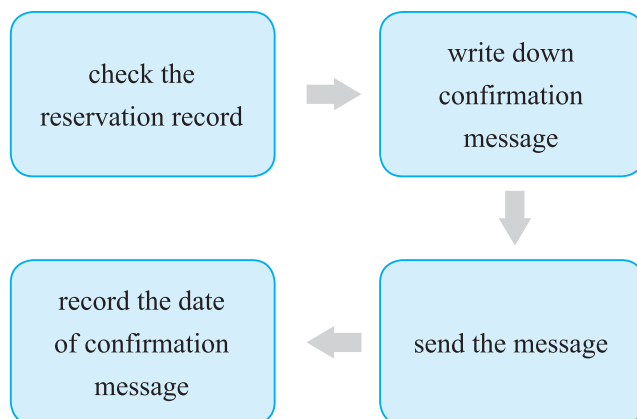 check the
reservation record
write down
confirmation
message
send the message
record the date
of confirmation
message